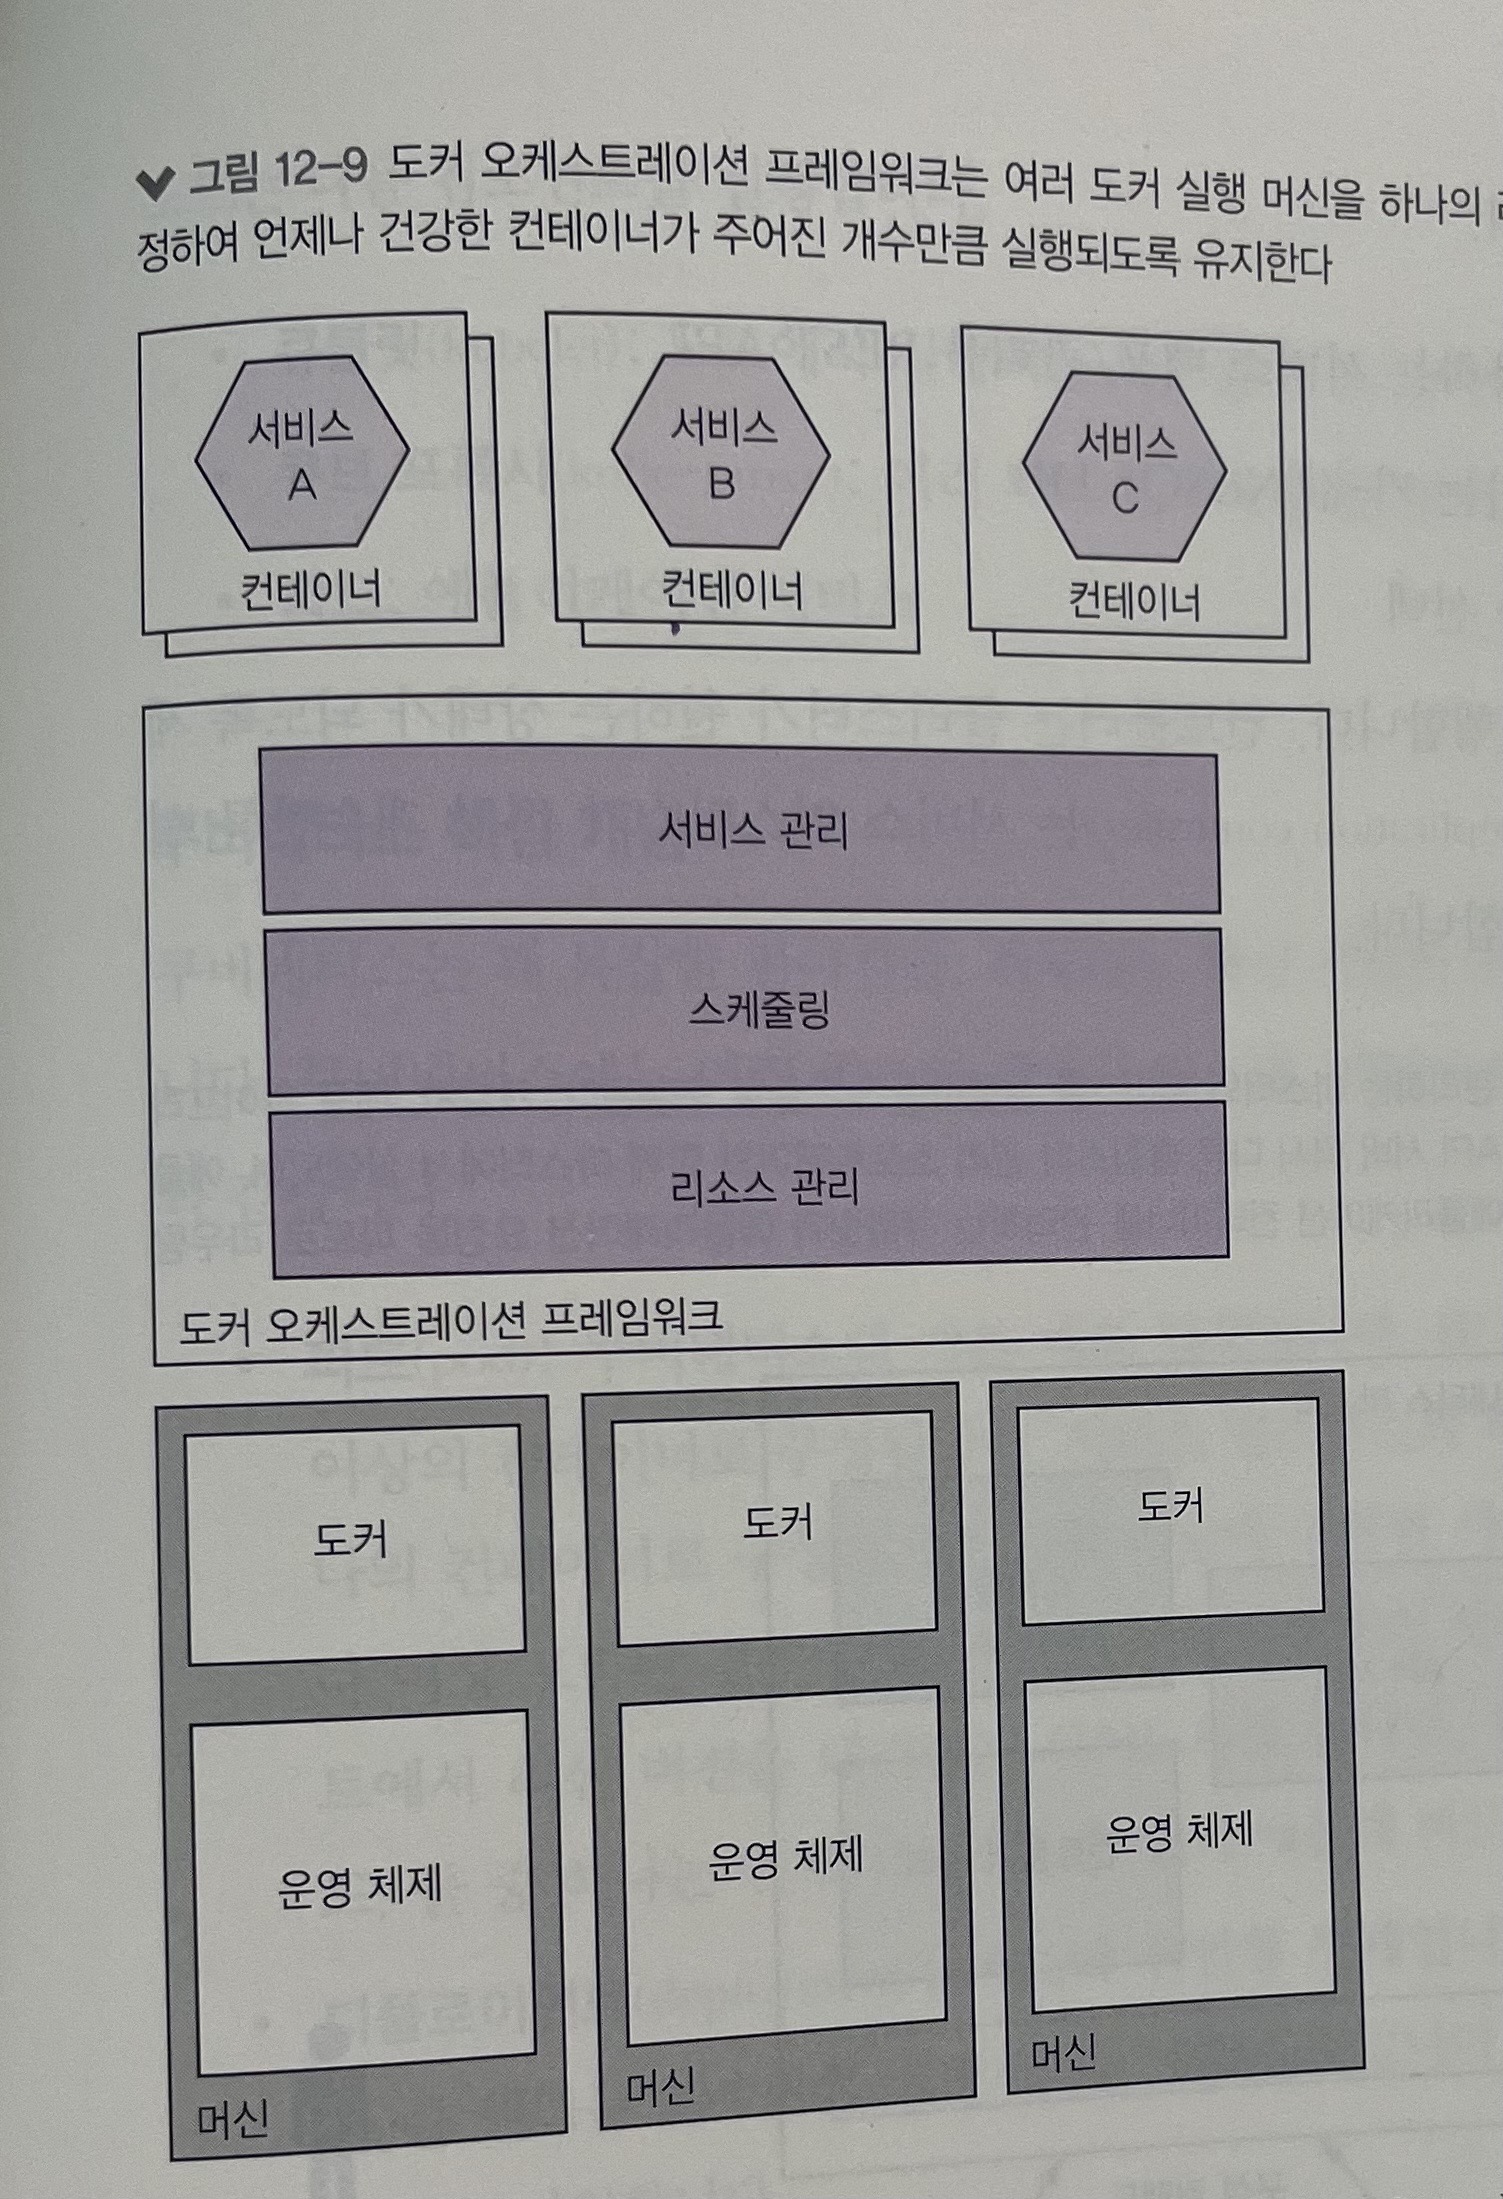 그림 12-9 도커 오케스트레이션 프레임워크는 여러 도커 실행 머신을 하나의
정하여 언제나 건강한 컨테이너가 주어진 개수만큼 실행되도록 유지한다
서비스
A
컨테이너
서비스
B
컨테이너
서비스
C
컨테이너
서비스 관리
스케줄링
리소스 관리
도커 오케스트레이션 프레임워크
도커
운영 체제
머신
도커
운영 체제
머신
도커
운영 체제
머신